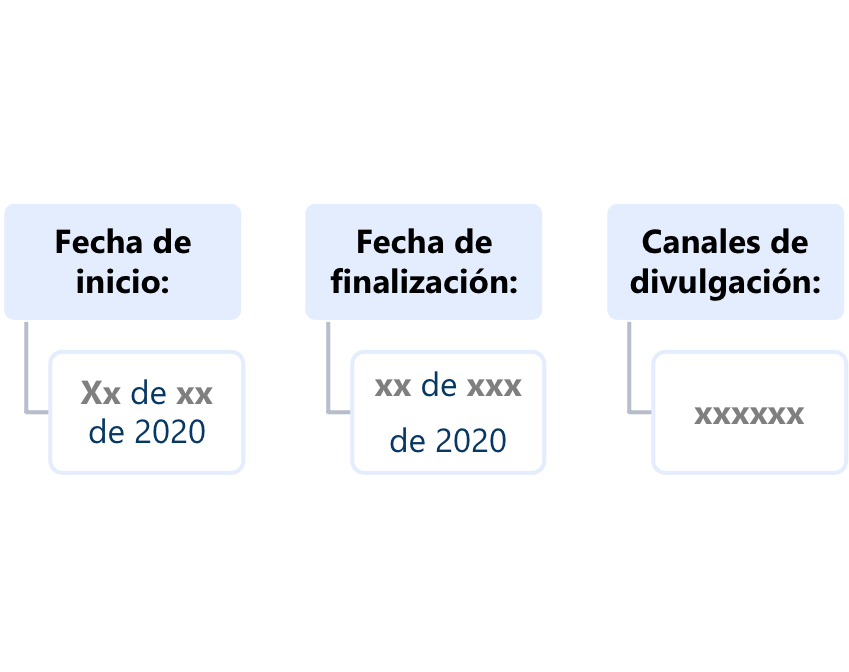 Fecha de
inicio:
Xx de xx
de 2020
Fecha de
finalización:
xx de xxx
de 2020
Canales de
divulgación:
xxxxxx